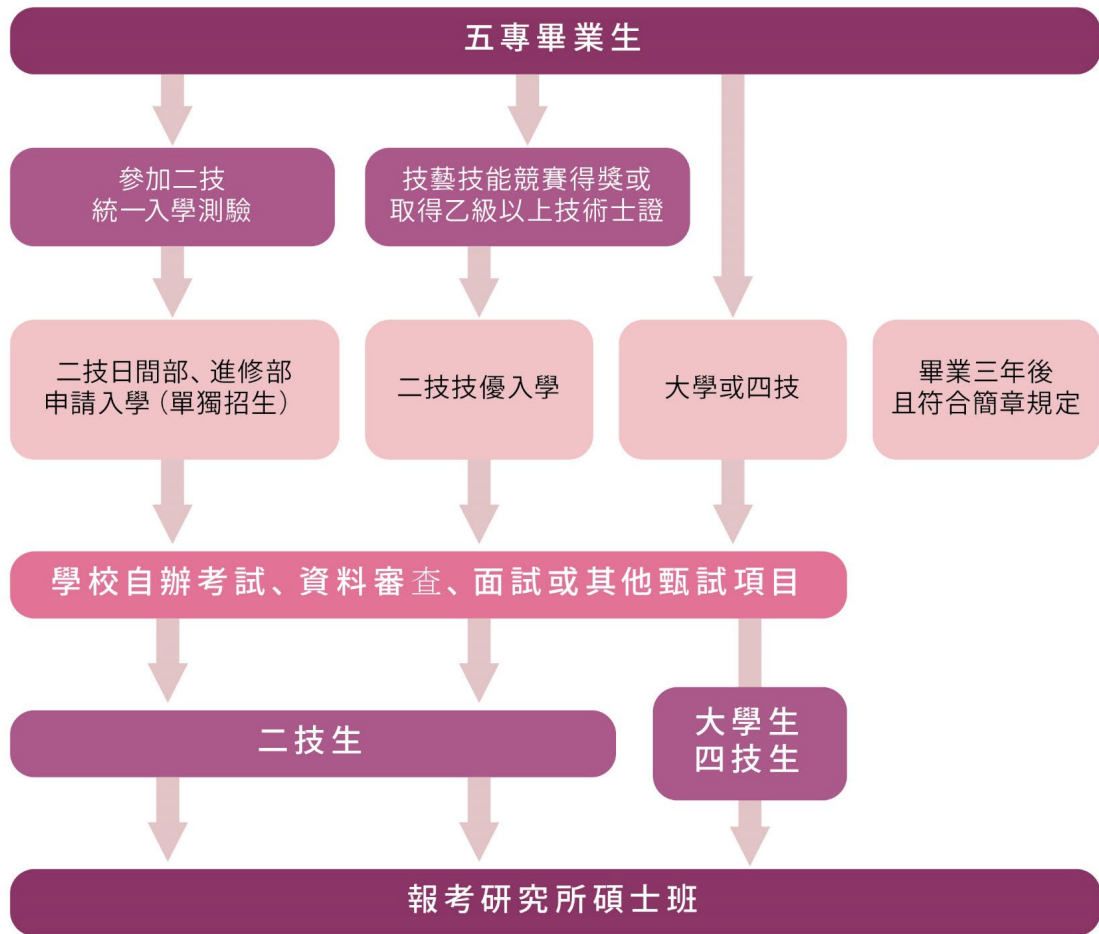 五專畢業生
參加二技
統一入學測驗
技藝技能競賽得獎或
取得乙級以上技術士證
二技日間部、進修部
申請入學(單獨招生)
二技技優入學
大學或四技
畢業三年後
且符合簡章規定
學校自辦考試、資料審查、面試或其他甄試項目
二技生
大學生
四技生
報考研究所碩士班